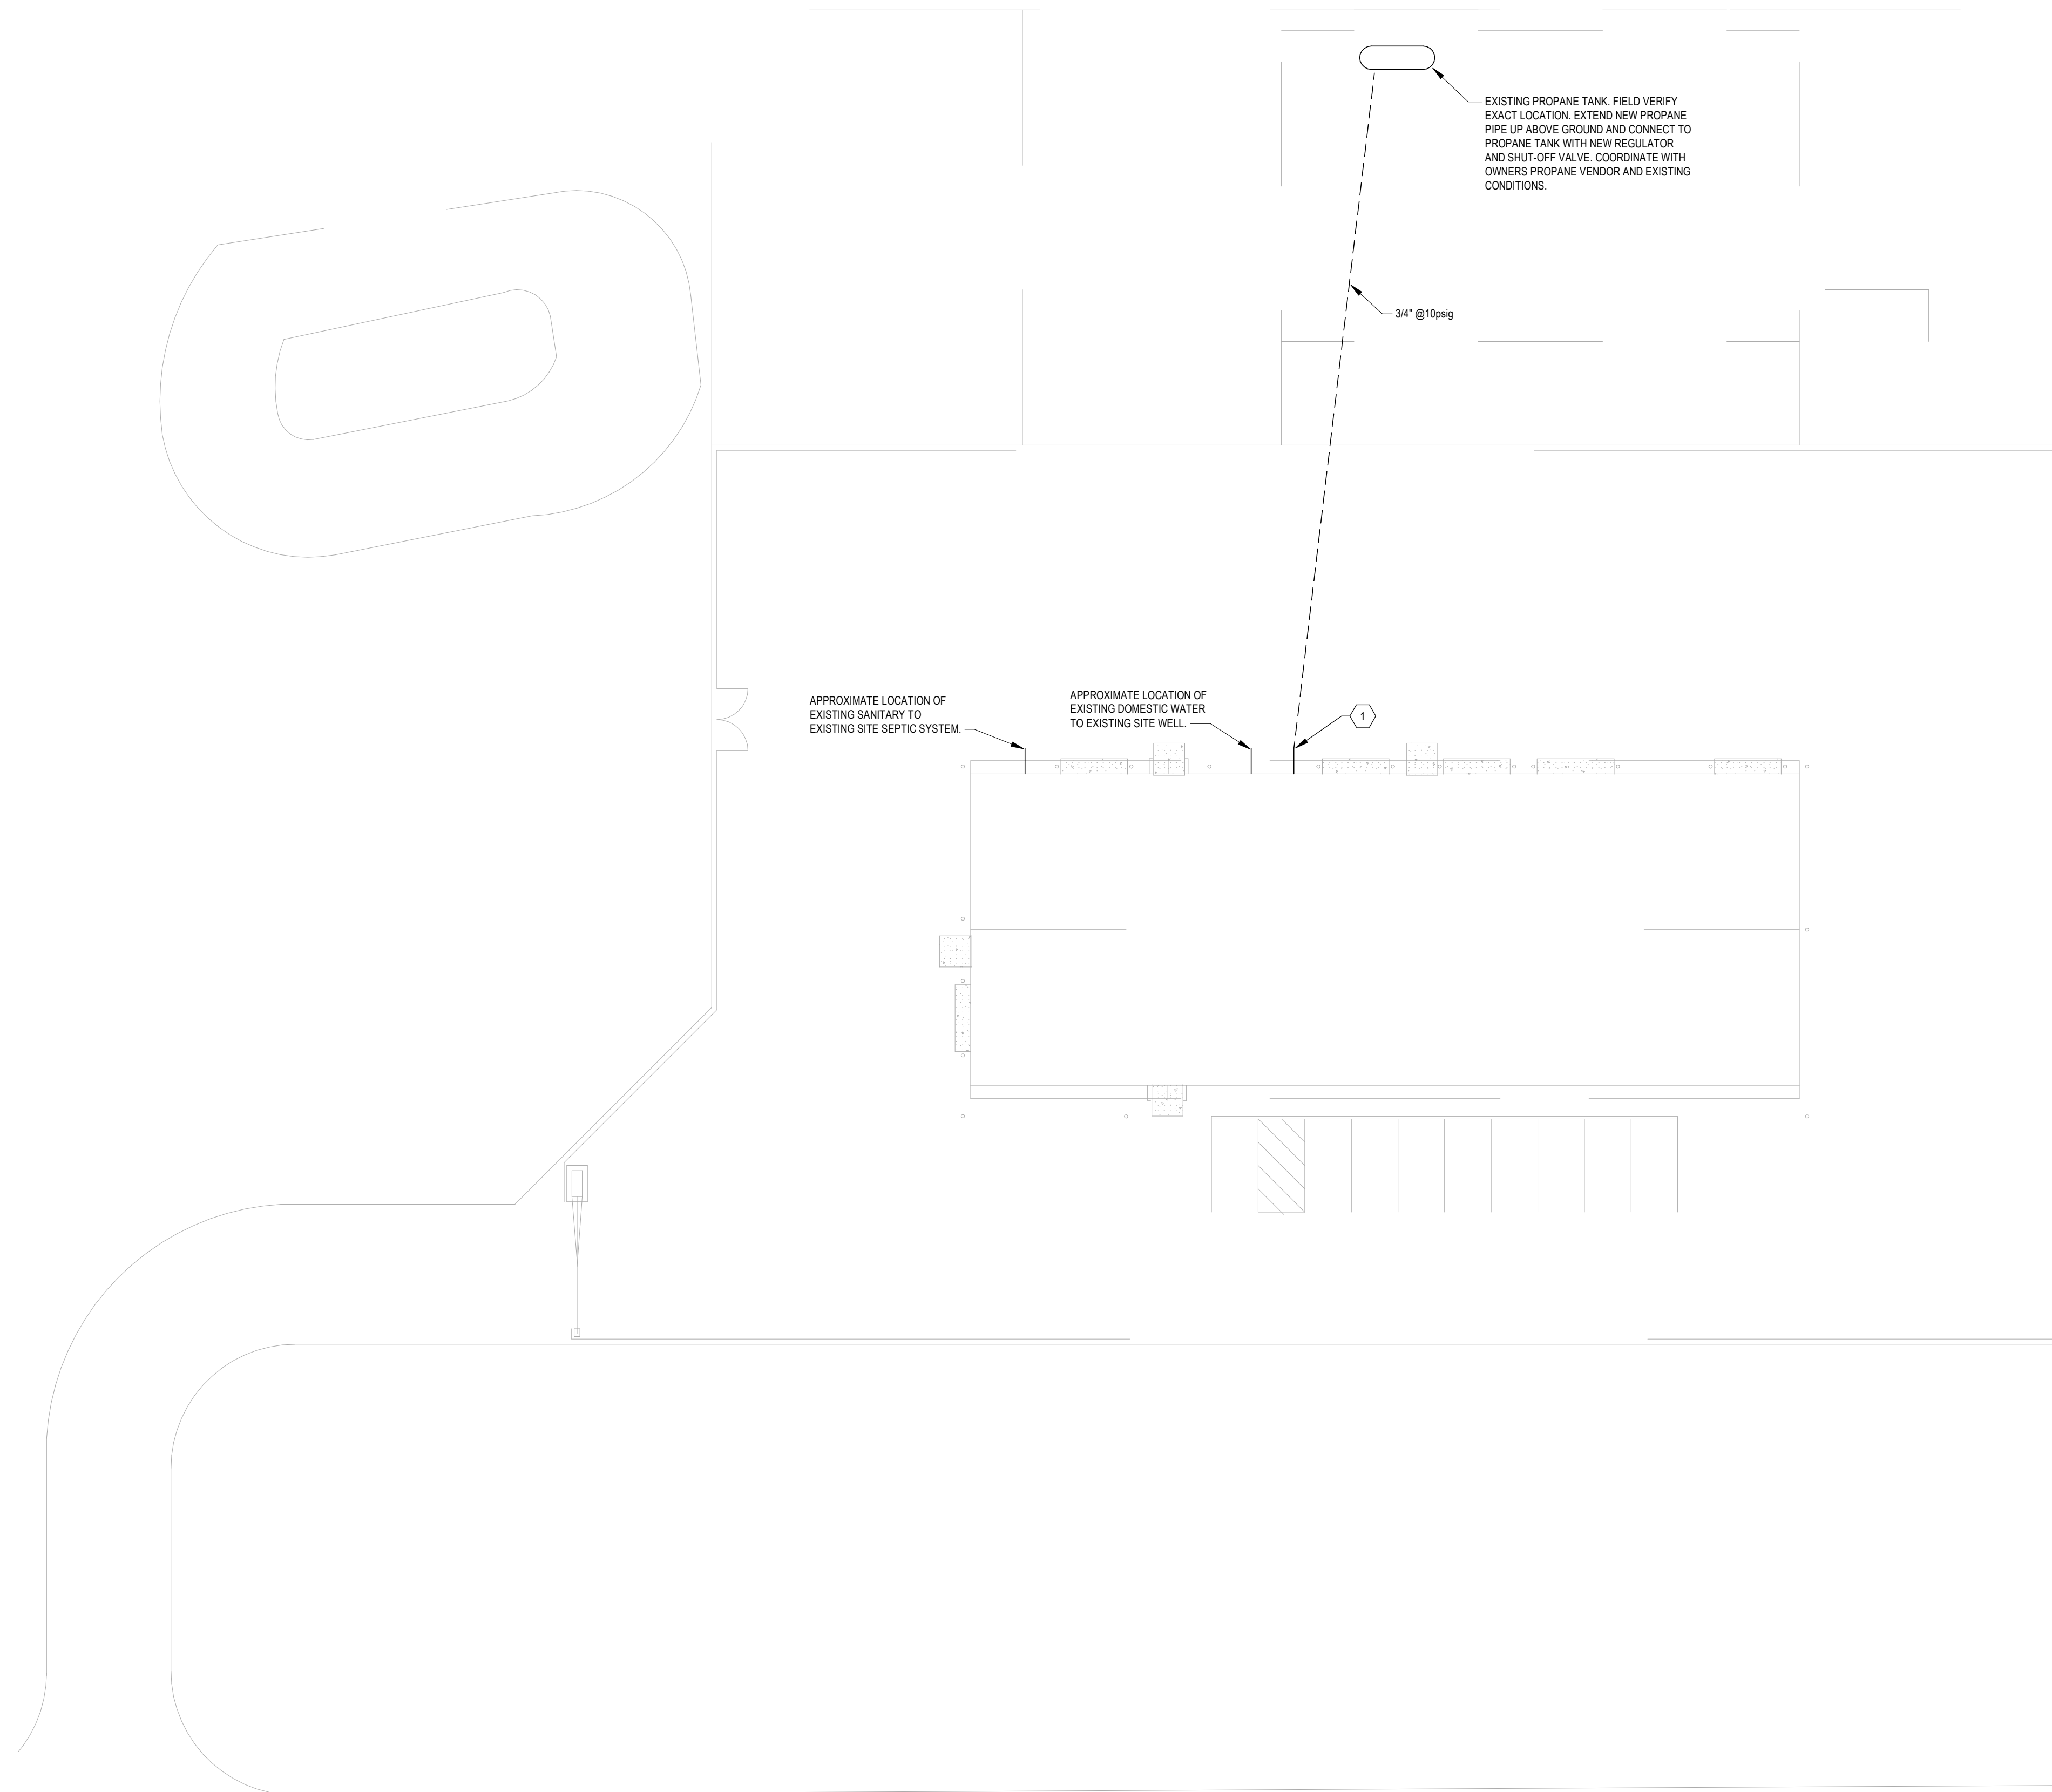 EXISTING PROPANE TANK. FIELD VERIFY
EXACT LOCATION. EXTEND NEW PROPANE
PIPE UP ABOVE GROUND AND CONNECT TO
PROPANE TANK WITH NEW REGULATOR
AND SHUT-OFF VALVE. COORDINATE WITH
OWNERS PROPANE VENDOR AND EXISTING
CONDITIONS.
3/4" @10psig
APPROXIMATE LOCATION OF
EXISTING SANITARY TO
EXISTING SITE SEPTIC SYSTEM.
APPROXIMATE LOCATION OF
EXISTING DOMESTIC WATER
TO EXISTING SITE WELL.
1